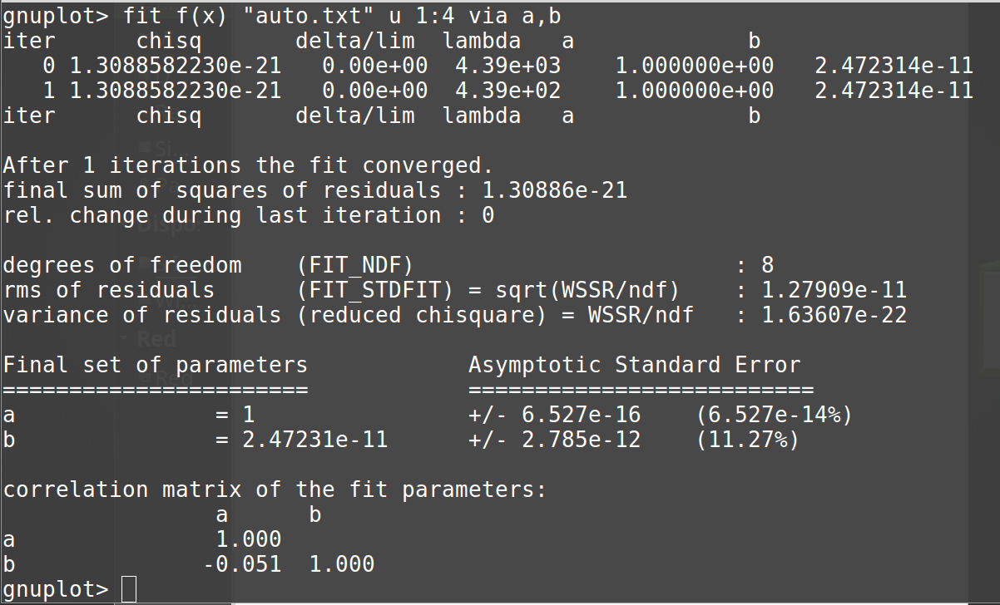 gnuplot> fit f(x) "auto.txt" u 1:4 via a,b
iter      chisq       delta/lim  lambda   a             b
   0 1.3088582230e-21   0.00e+00  4.39e+03    1.000000e+00   2.472314e-11
   1 1.3088582230e-21   0.00e+00  4.39e+02    1.000000e+00   2.472314e-11
iter      chisq       delta/lim  lambda   a             b
After 1 iterations the fit converged.
final sum of squares of residuals : 1.30886e-21
rel. change during last iteration : 0
degrees of freedom    (FIT_NDF)                        : 8
rms of residuals      (FIT_STDFIT) = sqrt(WSSR/ndf)    : 1.27909e-11
variance of residuals (reduced chisquare) = WSSR/ndf   : 1.63607e-22
Final set of parameters            Asymptotic Standard Error
=======================            ==========================
a               = 1                +/- 6.527e-16    (6.527e-14%)
b               = 2.47231e-11      +/- 2.785e-12    (11.27%)
correlation matrix of the fit parameters:
                a      b
a               1.000
b              -0.051  1.000
gnuplot>
Si...
Dispo
Red
Red